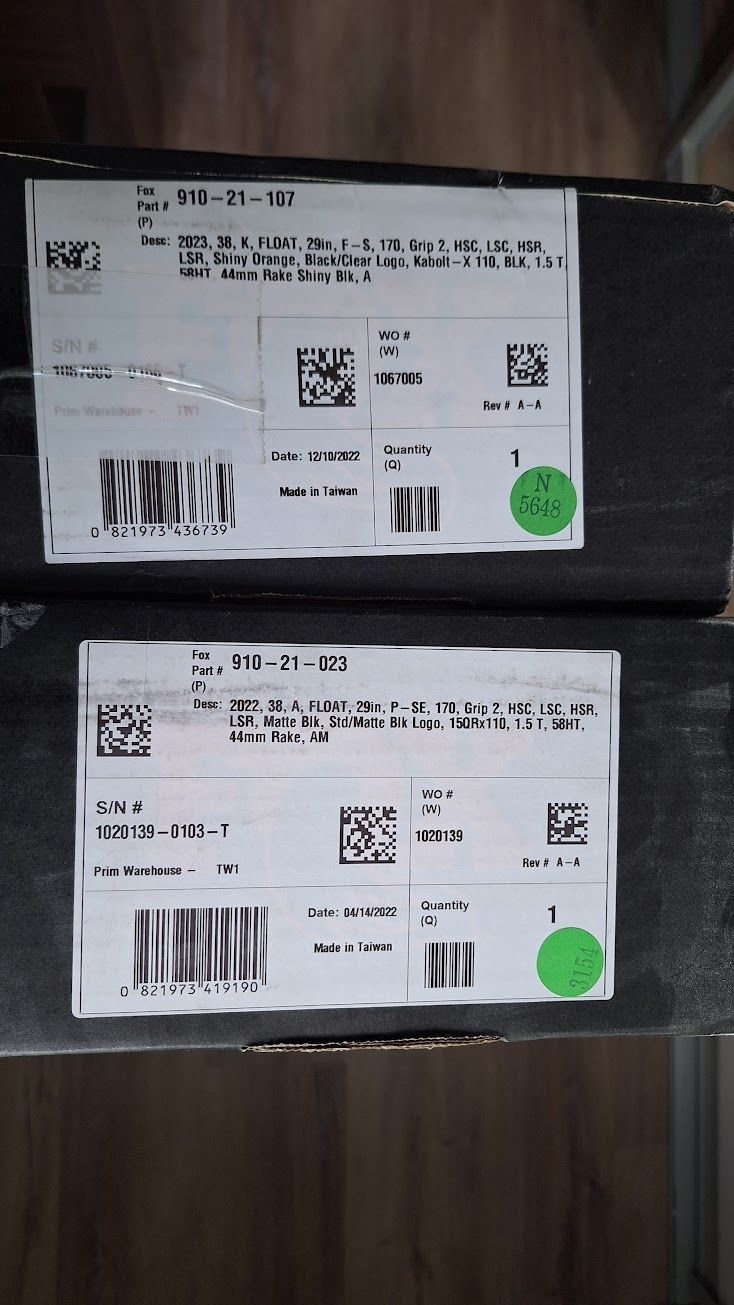 Fox
Part # 910-21-107
(P)
Desc: 2023, 38, K, FLOAT, 29in, F-S, 170, Grip 2, HSC, LSC, HSR,
LSR, Shiny Orange, Black/Clear Logo, Kabolt-X 110, BLK, 1.5 T,
58HT, 44mm Rake Shiny Blk, A
S/N #
WO #
(W)
1067005
Rev # A-A
Prim Warehouse - TW1
Date: 12/10/2022
Made in Taiwan
Quantity
(Q)
1
N
5648
0 821973 436739
Fox
Part # 910-21-023
(P)
Desc: 2022, 38, A, FLOAT, 29in, P-SE, 170, Grip 2, HSC, LSC, HSR,
LSR, Matte Blk, Std/Matte Blk Logo, 15QRx110, 1.5 T, 58HT,
44mm Rake, AM
S/N #
1020139-0103-T
Prim Warehouse - TW1
WO #
(W)
1020139
Rev # A-A
Date: 04/14/2022
Made in Taiwan
Quantity
(Q)
1
3154
0 821973 419190